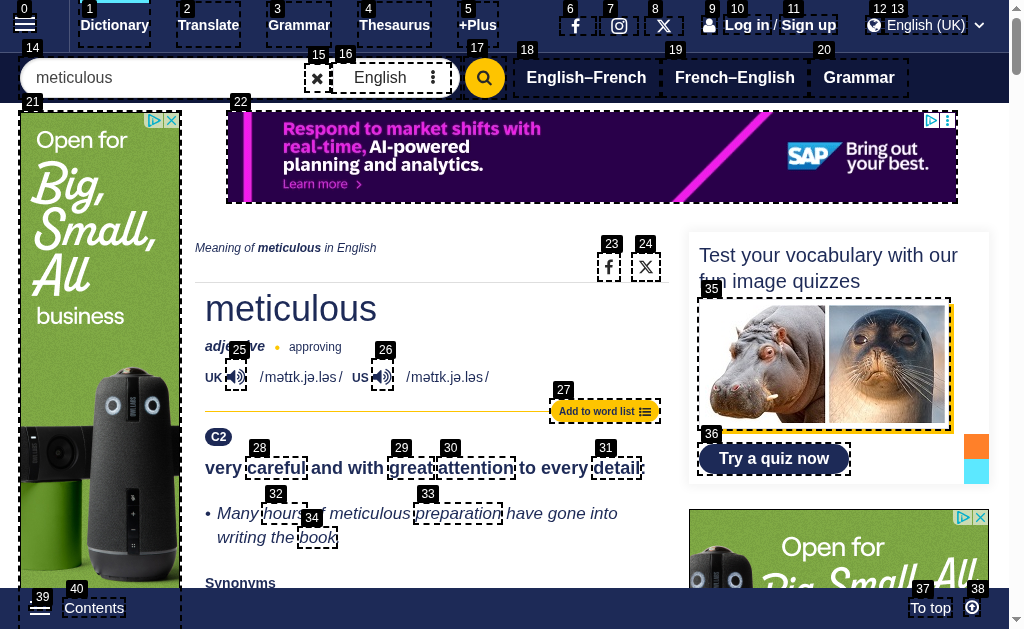 Dictionary
Translate
Grammar
Thesaurus
+Plus
Log in / Sign up
English (UK)
meticulous
English
English–French
French–English
Grammar
Open for
Big,
Small,
All
business
Respond to market shifts with
real-time, AI-powered
planning and analytics.
Learn more
SAP
Bring out
your best.
Meaning of meticulous in English
meticulous
adjective • approving
UK /mətɪk.jə.ləs/ US /mətɪk.jə.ləs/
Add to word list
C2
very careful and with great attention to every detail:
• Many hours of meticulous preparation have gone into
writing the book
Synonyms
Test your vocabulary with our
fun image quizzes
Try a quiz now
Open for
Big, Small, All
Contents
To top
0
1
2
3
4
5
6
7
8
9
10
11
12
13
14
15
16
17
18
19
20
21
22
23
24
25
26
27
28
29
30
31
32
33
34
35
36
37
38
39
40